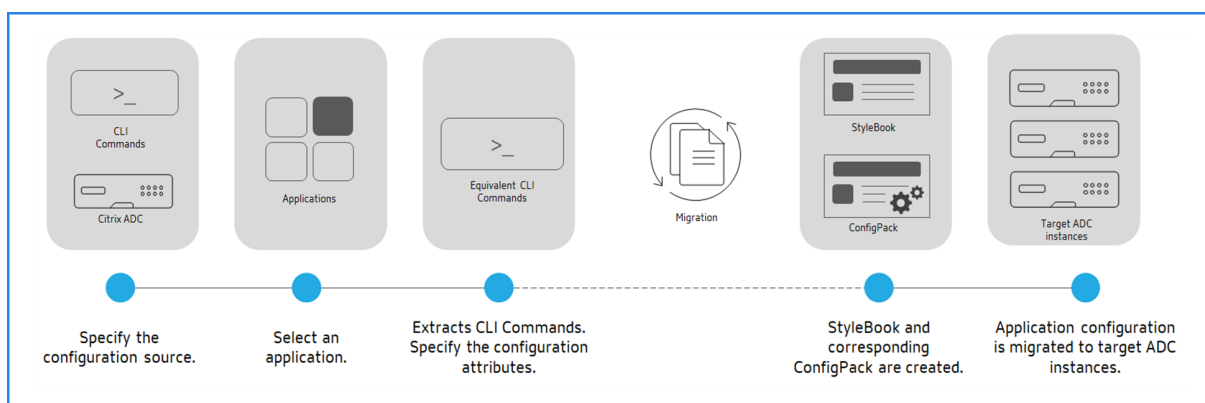 >_
CLI
Commands
Citrix ADC
Applications
>_
Equivalent CLI
Commands
Migration
StyleBook
ConfigPack
Target ADC
instances
Specify the
configuration source.
Select an
application.
Extracts CLI Commands.
Specify the configuration
attributes.
StyleBook and
corresponding
ConfigPack are created.
Application configuration
is migrated to target ADC
instances.